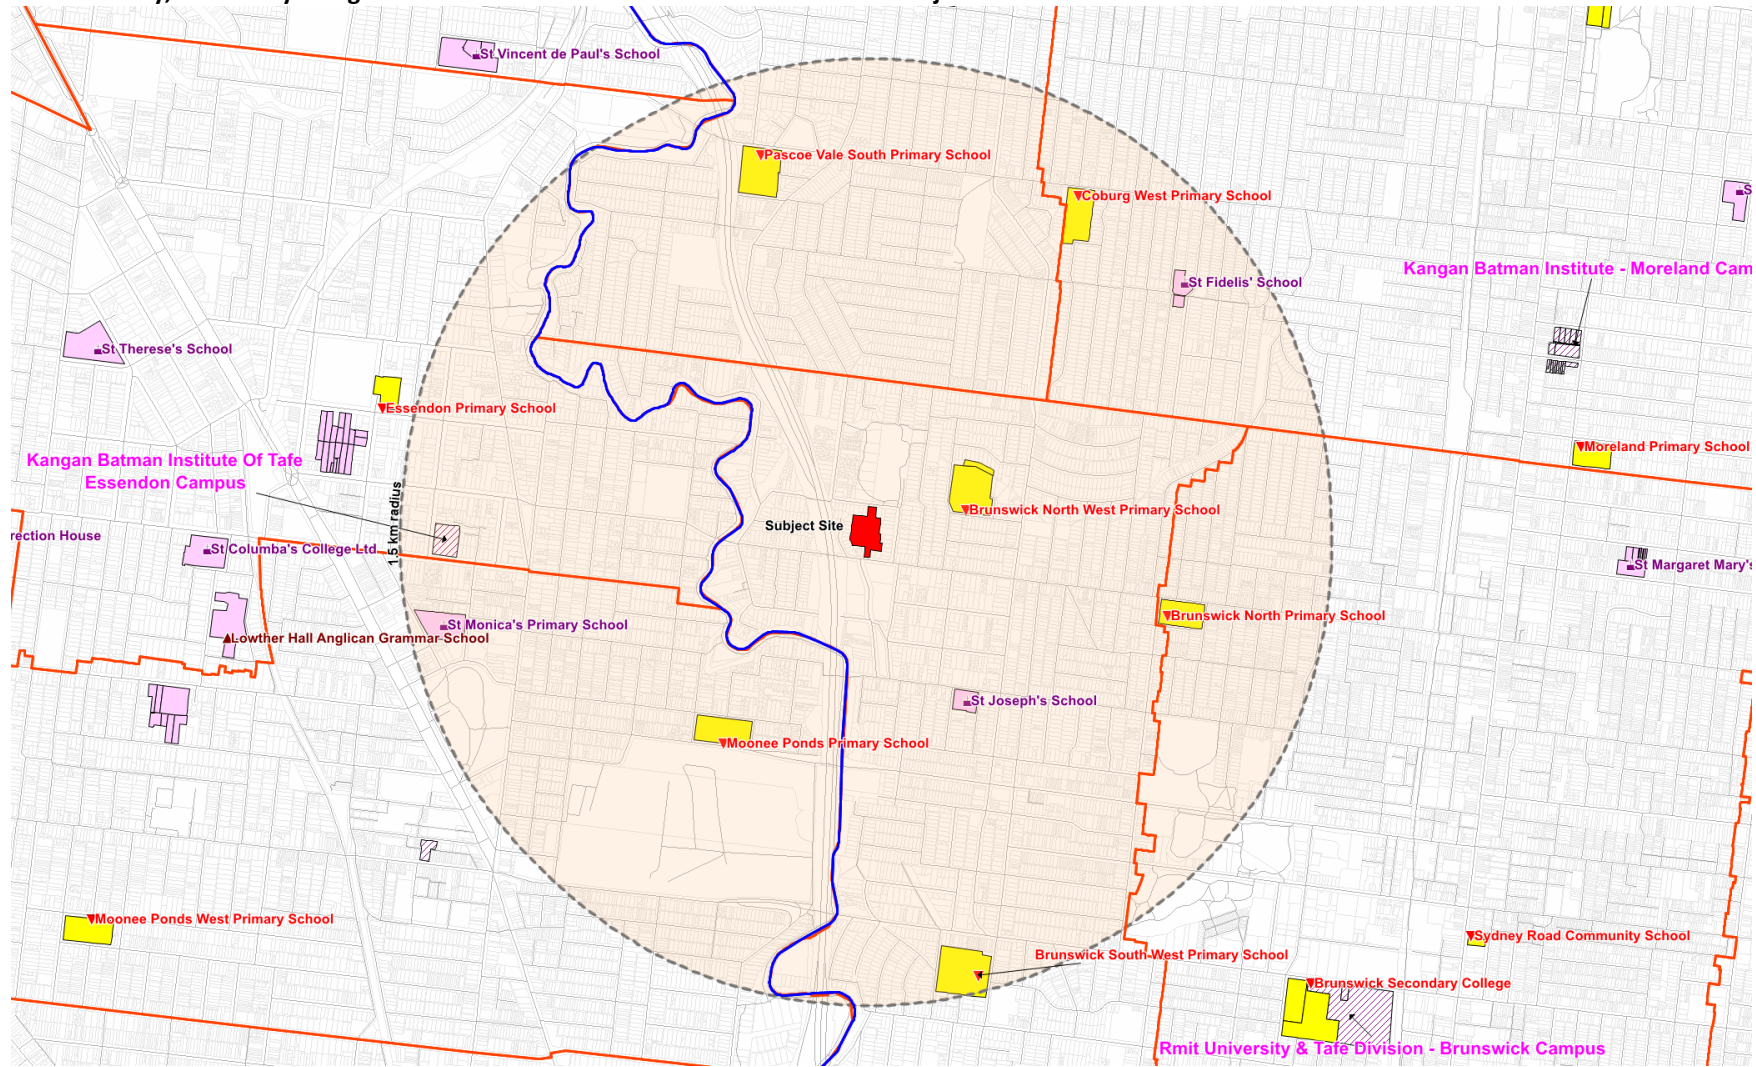 St Vincent de Paul's School
Pascoe Vale South Primary School
Coburg West Primary School
Kangan Batman Institute - Moreland Cam
St Fidelis' School
St Therese's School
Essendon Primary School
Moreland Primary School
Kangan Batman Institute Of Tafe
Essendon Campus
1.5 km radius
Brunswick North West Primary School
Subject Site
rection House
St Columba's College Ltd
St Margaret Mary's
Brunswick North Primary School
St Monica's Primary School
Lowther Hall Anglican Grammar School
St Joseph's School
Moonee Ponds Primary School
Moonee Ponds West Primary School
Sydney Road Community School
Brunswick South West Primary School
Brunswick Secondary College
Rmit University & Tafe Division - Brunswick Campus